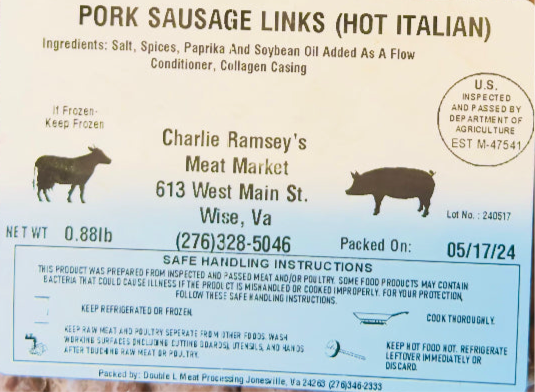 PORK SAUSAGE LINKS (HOT ITALIAN)
Ingredients: Salt, Spices, Paprika And Soybean Oil Added As A Flow
Conditioner, Collagen Casing
U.S.
INSPECTED
AND PASSED BY
DEPARTMENT OF
AGRICULTURE
EST M-47541
If Frozen-
Keep Frozen
Charlie Ramsey's
Meat Market
613 West Main St.
Wise, Va
(276)328-5046
Lot No. : 240517
NET WT 0.88lb
Packed On: 05/17/24
SAFE HANDLING INSTRUCTIONS
THIS PRODUCT WAS PREPARED FROM INSPECTED AND PASSED MEAT AND/OR POULTRY. SOME FOOD PRODUCTS MAY CONTAIN
BACTERIA THAT COULD CAUSE ILLNESS IF THE PRODUCT IS MISHANDLED OR COOKED IMPROPERLY. FOR YOUR PROTECTION,
FOLLOW THESE SAFE HANDLING INSTRUCTIONS.
KEEP REFRIGERATED OR FROZEN.
COOK THOROUGHLY.
KEEP RAW MEAT AND POULTRY SEPERATE FROM OTHER FOODS. WASH
WORKING SURFACES (INCLUDING CUTTING BOARDS), UTENSILS, AND HANDS
AFTER TOUCHING RAW MEAT OR POULTRY.
KEEP HOT FOOD HOT. REFRIGERATE
LEFTOVER IMMEDIATELY OR
DISCARD.
Packed by: Double L Meat Processing Jonesville, Va 24263 (276)346-2333